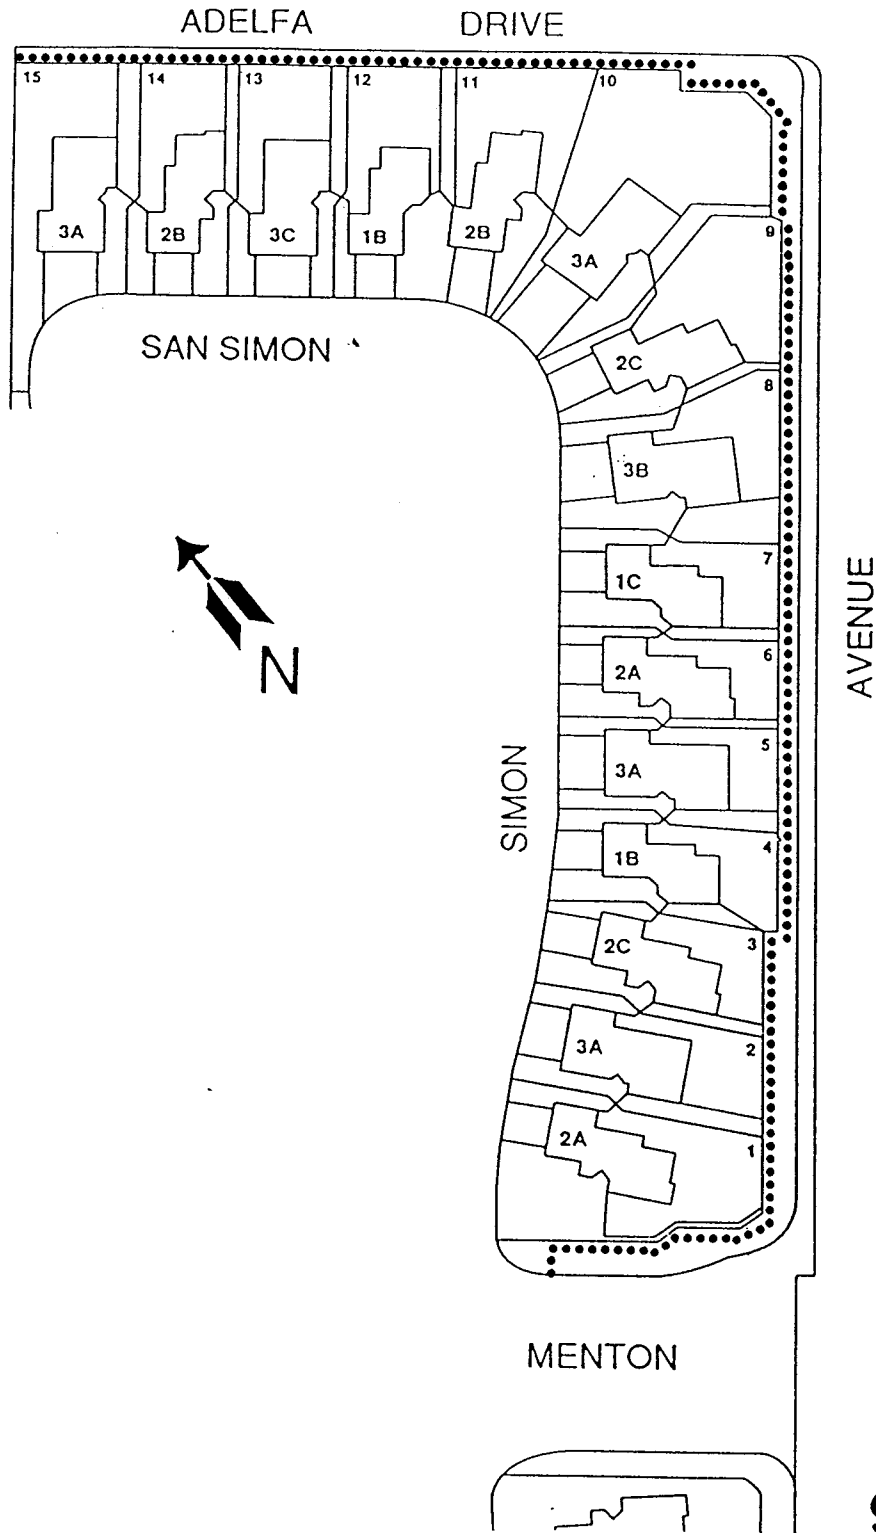 ADELFA DRIVE
15 14 13 12 11 10
3A 2B 3C 1B 2B 3A
9
SAN SIMON
2C
8
3B
7
1C
AVENUE
6
2A
N
5
3A
SIMON
4
1B
3
2C
2
3A
1
2A
MENTON